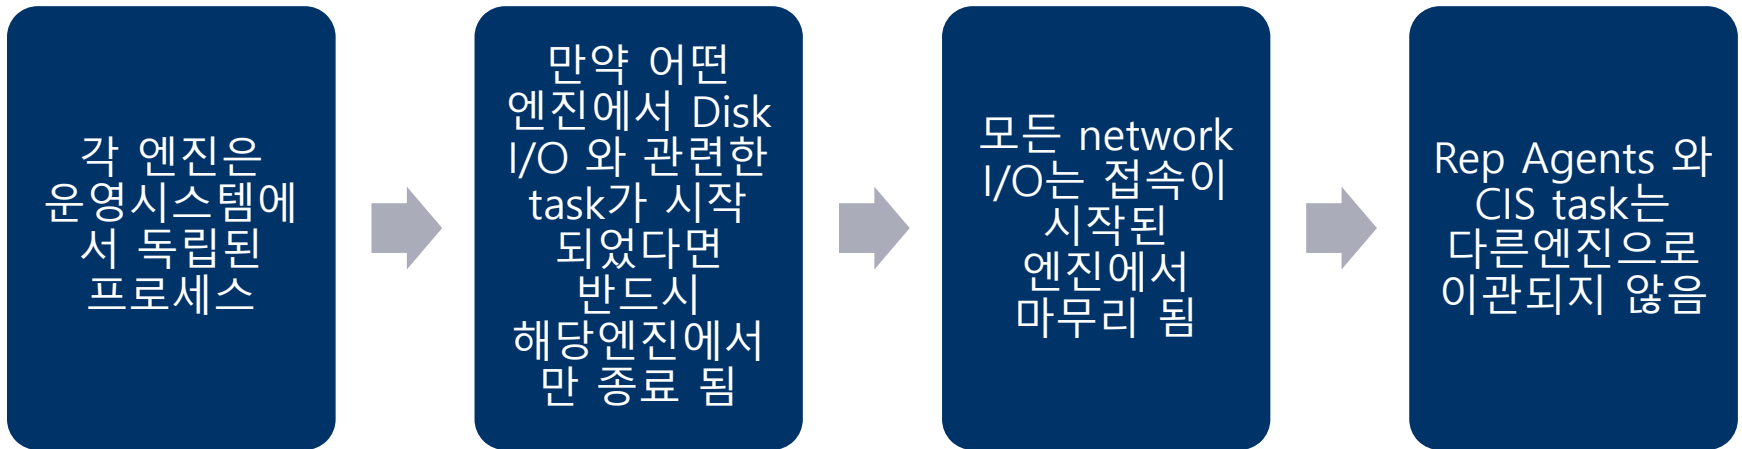 각 엔진은
운영시스템에
서 독립된
프로세스
만약 어떤
엔진에서 Disk
I/O 와 관련한
task가 시작
되었다면
반드시
해당엔진에서
만 종료 됨
모든 network
I/O는 접속이
시작된
엔진에서
마무리 됨
Rep Agents 와
CIS task는
다른엔진으로
이관되지 않음